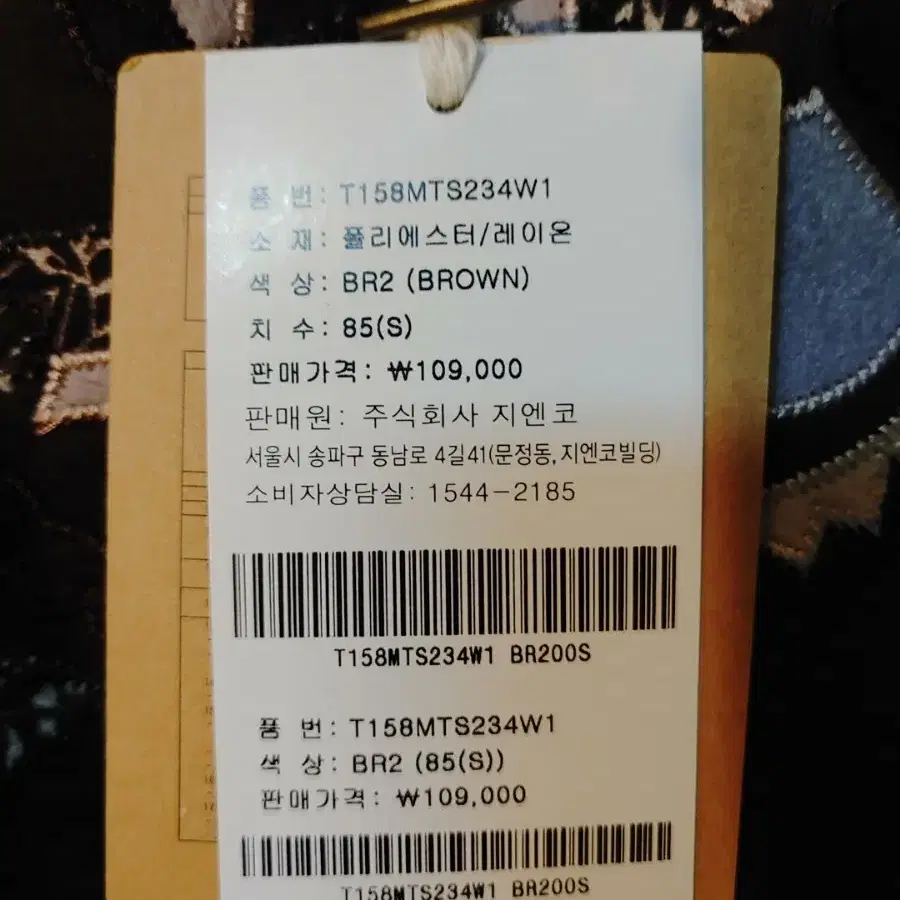 품 번: T158MTS234W1
소 재: 폴리에스터/레이온
색 상: BR2 (BROWN)
치 수: 85(S)
판매가격: ₩109,000
판매원: 주식회사 지엔코
서울시 송파구 동남로 4길41(문정동, 지엔코빌딩)
소비자상담실: 1544-2185
T158MTS234W1 BR200S
품 번: T158MTS234W1
색 상: BR2 (85(S))
판매가격: ₩109,000
T158MTS234W1 BR200S